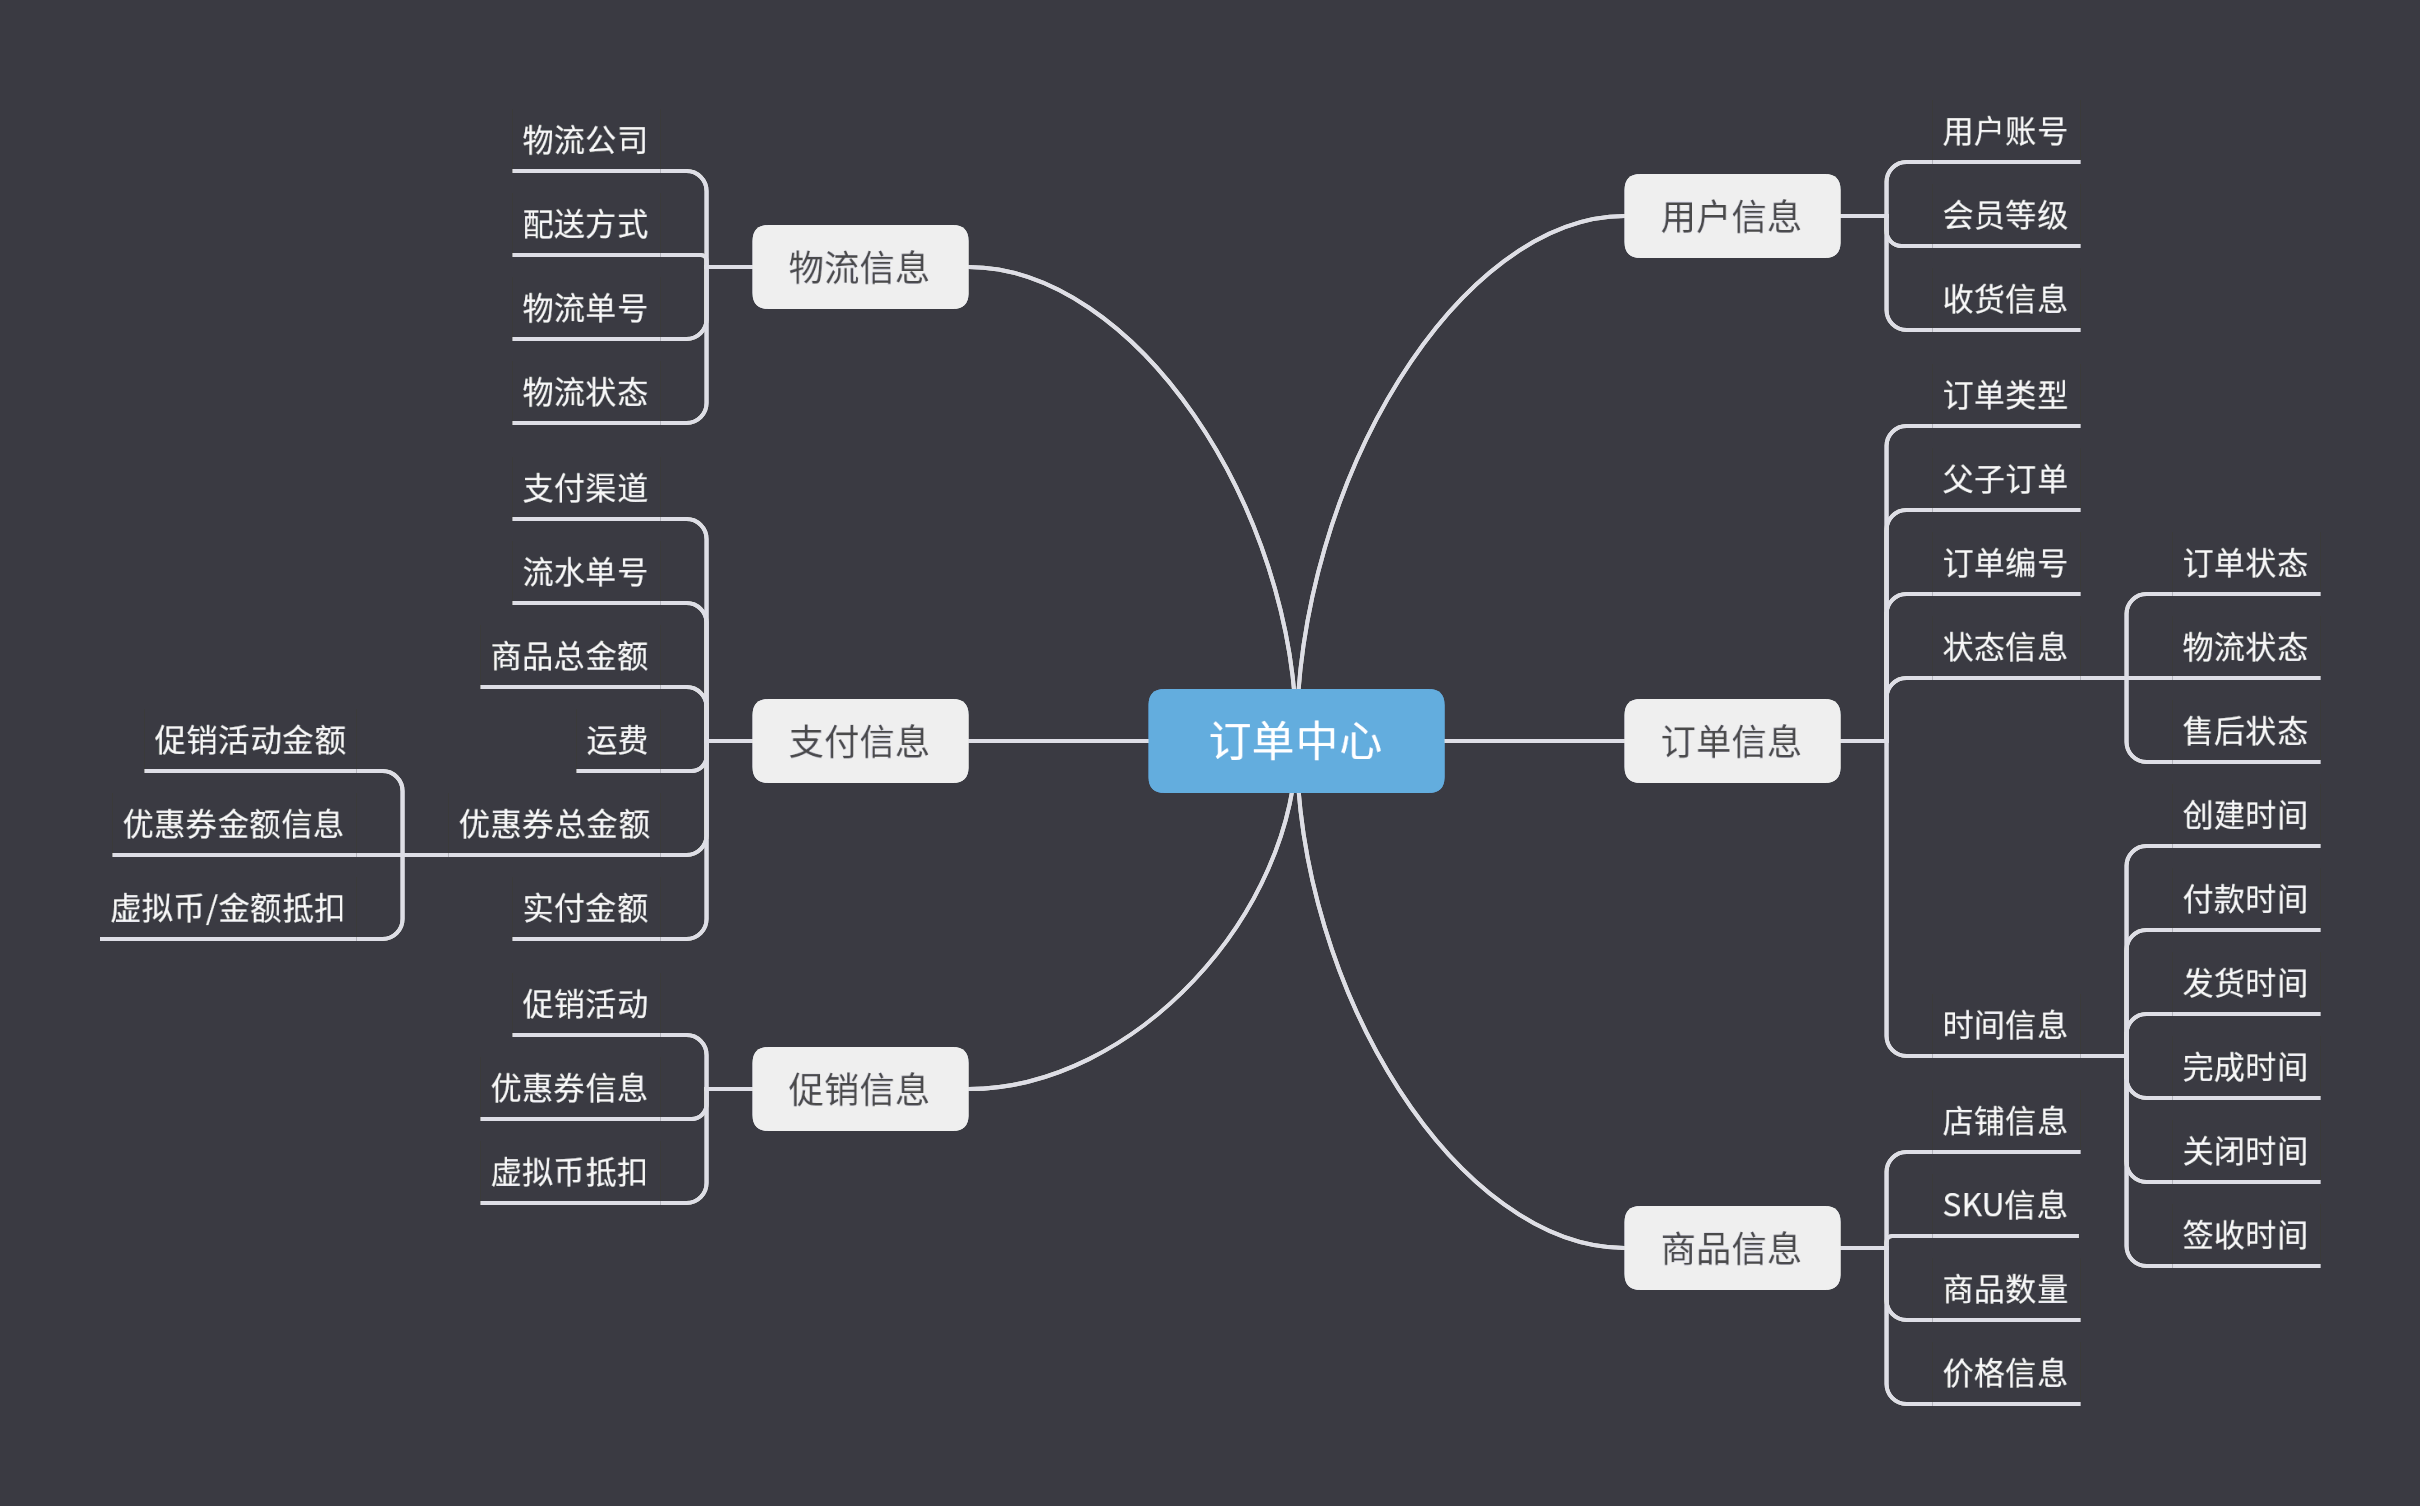 订单中心
用户信息
用户账号
会员等级
收货信息
订单信息
订单类型
父子订单
订单编号
状态信息
订单状态
物流状态
售后状态
时间信息
创建时间
付款时间
发货时间
完成时间
关闭时间
签收时间
商品信息
店铺信息
SKU信息
商品数量
价格信息
物流信息
物流公司
配送方式
物流单号
物流状态
支付信息
支付渠道
流水单号
商品总金额
运费
优惠券总金额
促销活动金额
优惠券金额信息
虚拟币/金额抵扣
实付金额
促销信息
促销活动
优惠券信息
虚拟币抵扣